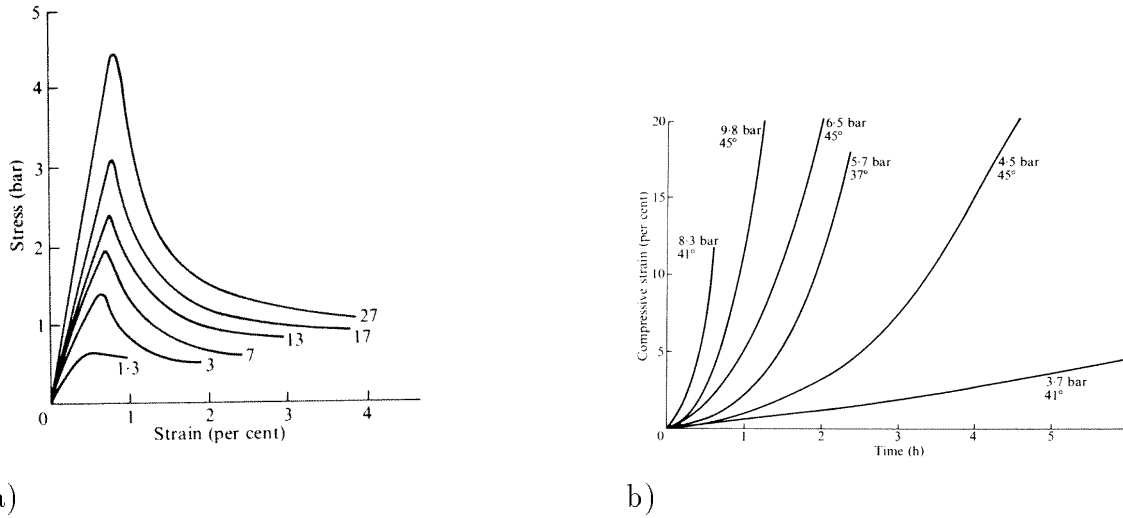 5
4
3
2
1
0
Stress (bar)
1·3
3
7
13
17
27
1
2
3
4
Strain (per cent)
a)
20
15
10
5
0
Compressive strain (per cent)
9·8 bar
45°
6·5 bar
45°
5·7 bar
37°
4·5 bar
45°
8·3 bar
41°
3·7 bar
41°
1
2
3
4
5
Time (h)
b)